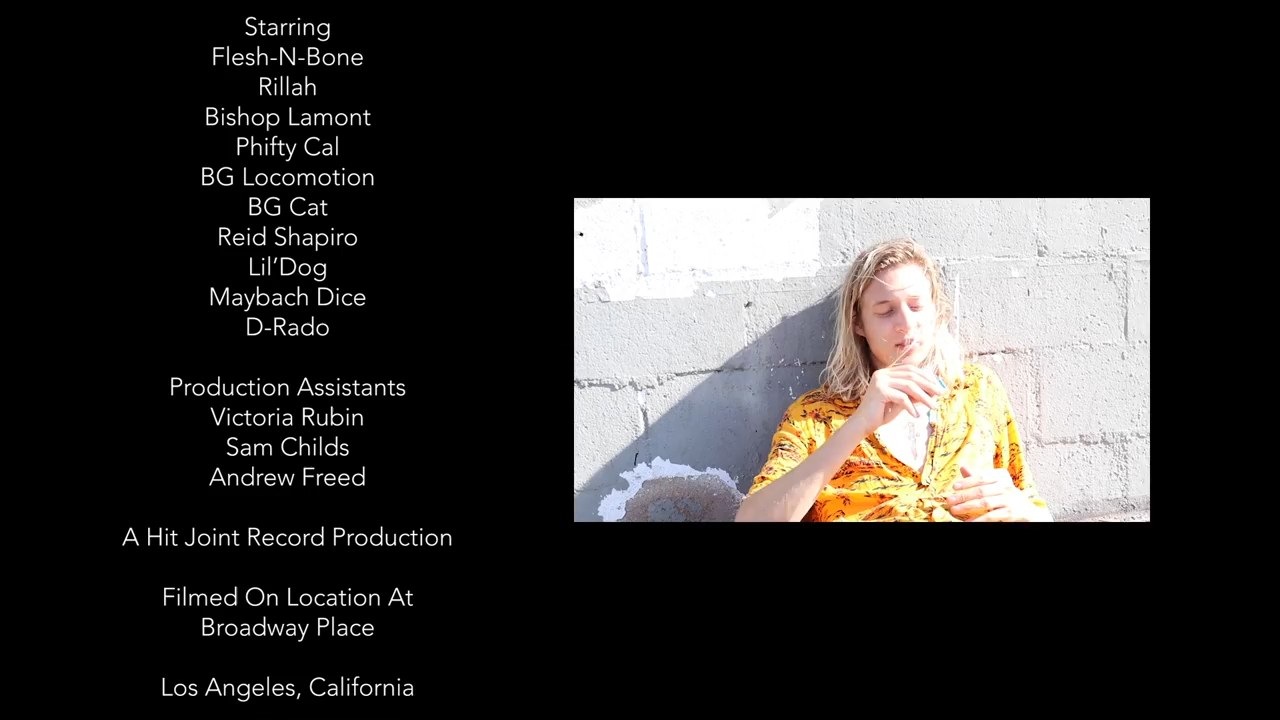 Starring
Flesh-N-Bone
Rillah
Bishop Lamont
Phifty Cal
BG Locomotion
BG Cat
Reid Shapiro
Lil’Dog
Maybach Dice
D-Rado
Production Assistants
Victoria Rubin
Sam Childs
Andrew Freed
A Hit Joint Record Production
Filmed On Location At
Broadway Place
Los Angeles, California